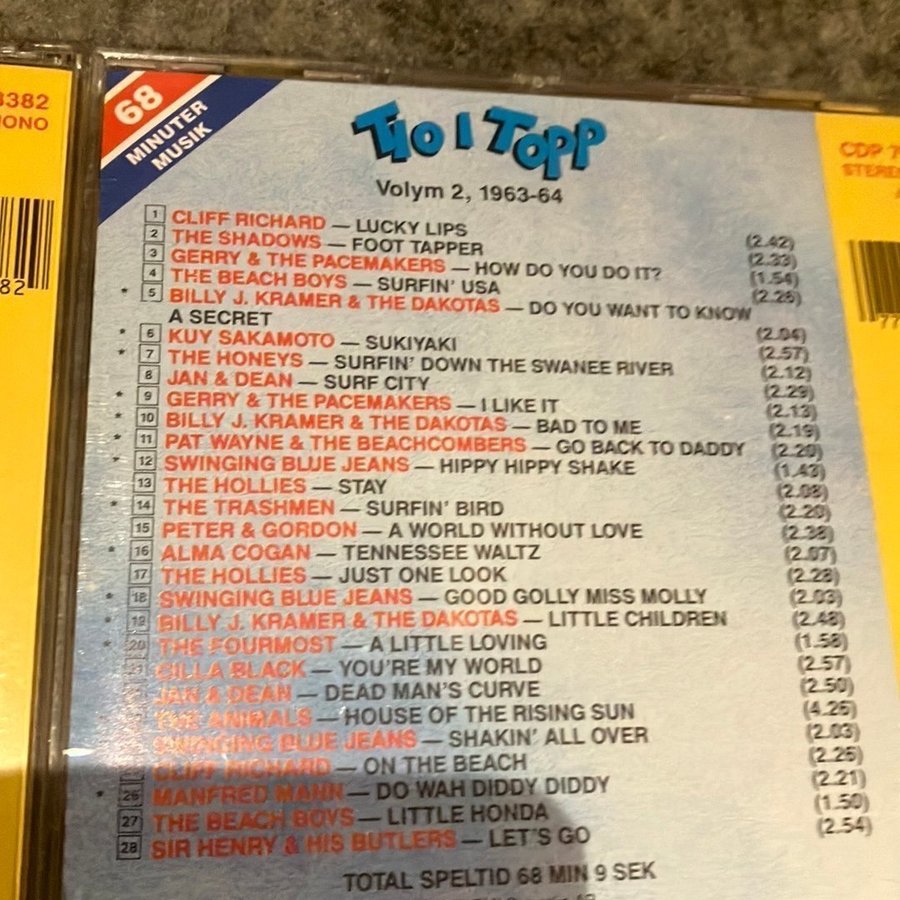 3382
MONO
82
68
MINUTER
MUSIK
TIO I TOPP
Volym 2, 1963-64
1 CLIFF RICHARD — LUCKY LIPS (2.42)
2 THE SHADOWS — FOOT TAPPER (2.33)
3 GERRY & THE PACEMAKERS — HOW DO YOU DO IT? (1.54)
4 THE BEACH BOYS — SURFIN' USA (2.26)
* 5 BILLY J. KRAMER & THE DAKOTAS — DO YOU WANT TO KNOW
A SECRET (2.04)
* 6 KUY SAKAMOTO — SUKIYAKI (2.57)
* 7 THE HONEYS — SURFIN' DOWN THE SWANEE RIVER (2.12)
8 JAN & DEAN — SURF CITY (2.29)
* 9 GERRY & THE PACEMAKERS — I LIKE IT (2.13)
* 10 BILLY J. KRAMER & THE DAKOTAS — BAD TO ME (2.19)
* 11 PAT WAYNE & THE BEACHCOMBERS — GO BACK TO DADDY (2.20)
* 12 SWINGING BLUE JEANS — HIPPY HIPPY SHAKE (1.43)
13 THE HOLLIES — STAY (2.08)
* 14 THE TRASHMEN — SURFIN' BIRD (2.20)
15 PETER & GORDON — A WORLD WITHOUT LOVE (2.38)
* 16 ALMA COGAN — TENNESSEE WALTZ (2.07)
17 THE HOLLIES — JUST ONE LOOK (2.28)
* 18 SWINGING BLUE JEANS — GOOD GOLLY MISS MOLLY (2.03)
* 19 BILLY J. KRAMER & THE DAKOTAS — LITTLE CHILDREN (2.48)
* 20 THE FOURMOST — A LITTLE LOVING (1.58)
CILLA BLACK — YOU'RE MY WORLD (2.57)
JAN & DEAN — DEAD MAN'S CURVE (2.50)
THE ANIMALS — HOUSE OF THE RISING SUN (4.26)
SWINGING BLUE JEANS — SHAKIN' ALL OVER (2.03)
CLIFF RICHARD — ON THE BEACH (2.26)
* 26 MANFRED MANN — DO WAH DIDDY DIDDY (2.21)
27 THE BEACH BOYS — LITTLE HONDA (1.50)
28 SIR HENRY & HIS BUTLERS — LET'S GO (2.54)
TOTAL SPELTID 68 MIN 9 SEK
CDP 7
STEREO
77